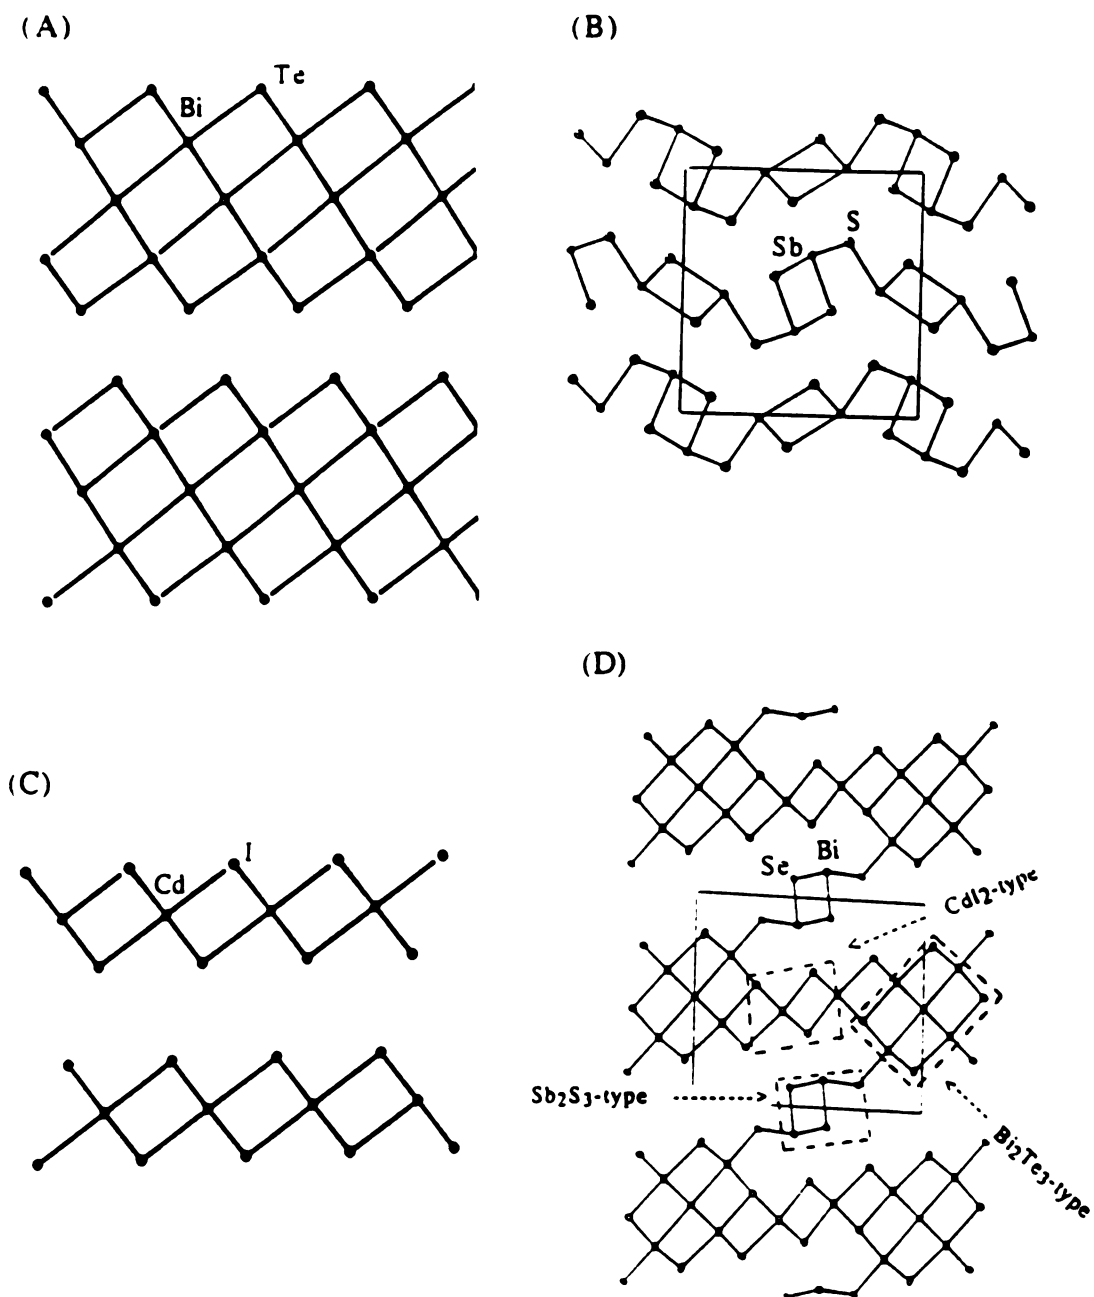 (A)
Te
Bi
(B)
S
Sb
(C)
I
Cd
(D)
Se
Bi
CdI2-type
Sb2S3-type
Bi2Te3-type